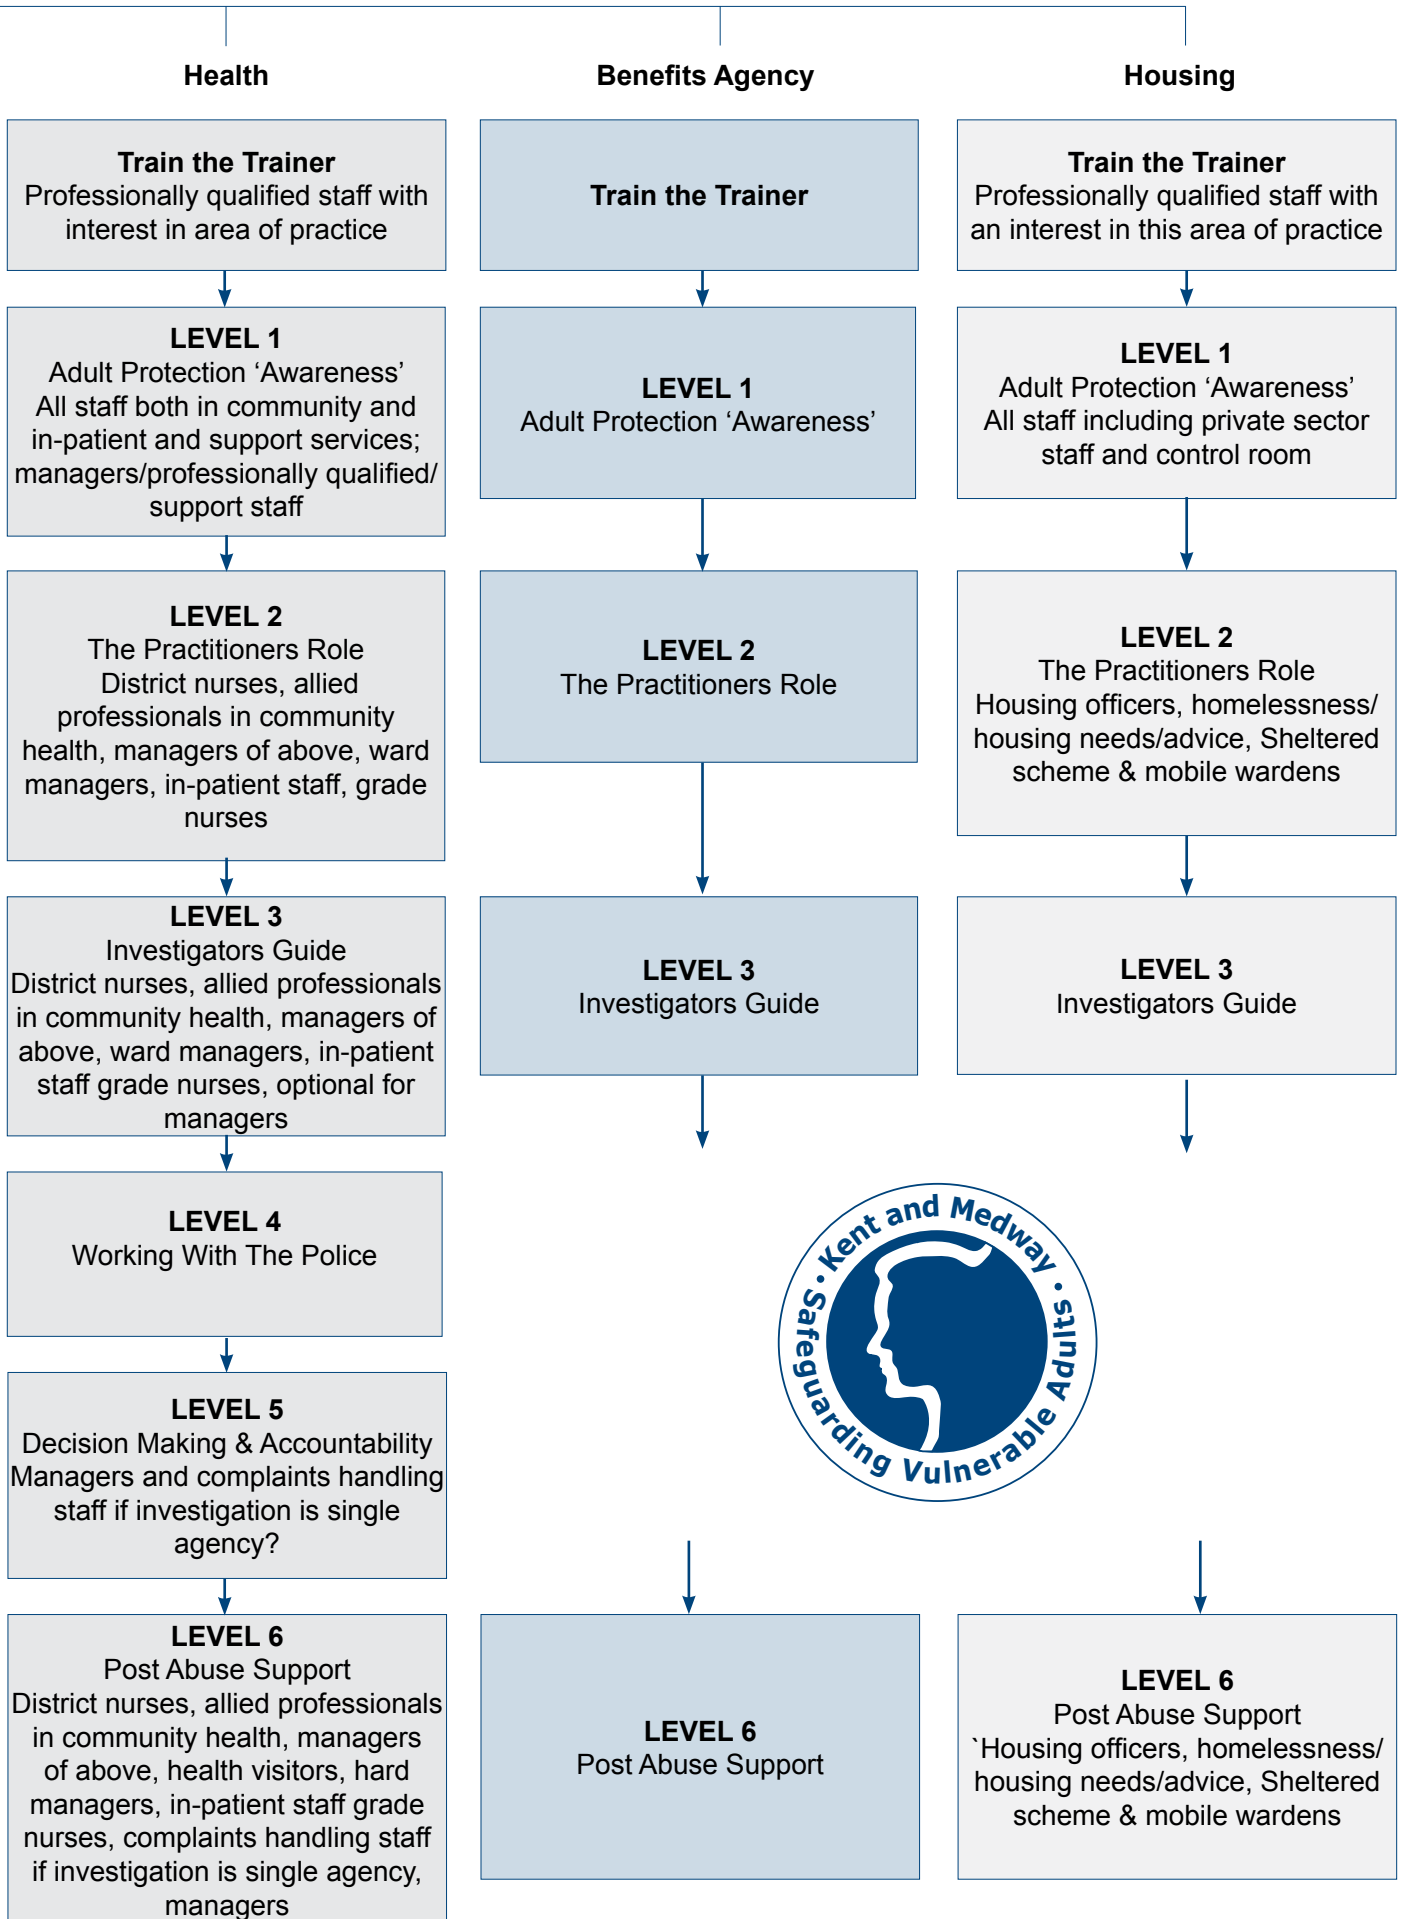 Health
Train the Trainer
Professionally qualified staff with
interest in area of practice
LEVEL 1
Adult Protection ‘Awareness’
All staff both in community and
in-patient and support services;
managers/professionally qualified/
support staff
LEVEL 2
The Practitioners Role
District nurses, allied
professionals in community
health, managers of above, ward
managers, in-patient staff, grade
nurses
LEVEL 3
Investigators Guide
District nurses, allied professionals
in community health, managers of
above, ward managers, in-patient
staff grade nurses, optional for
managers
LEVEL 4
Working With The Police
LEVEL 5
Decision Making & Accountability
Managers and complaints handling
staff if investigation is single
agency?
LEVEL 6
Post Abuse Support
District nurses, allied professionals
in community health, managers
of above, health visitors, hard
managers, in-patient staff grade
nurses, complaints handling staff
if investigation is single agency,
managers
Benefits Agency
Train the Trainer
LEVEL 1
Adult Protection ‘Awareness’
LEVEL 2
The Practitioners Role
LEVEL 3
Investigators Guide
LEVEL 6
Post Abuse Support
Housing
Train the Trainer
Professionally qualified staff with
an interest in this area of practice
LEVEL 1
Adult Protection ‘Awareness’
All staff including private sector
staff and control room
LEVEL 2
The Practitioners Role
Housing officers, homelessness/
housing needs/advice, Sheltered
scheme & mobile wardens
LEVEL 3
Investigators Guide
LEVEL 6
Post Abuse Support
`Housing officers, homelessness/
housing needs/advice, Sheltered
scheme & mobile wardens
· Kent and Medway ·
Safeguarding Vulnerable Adults